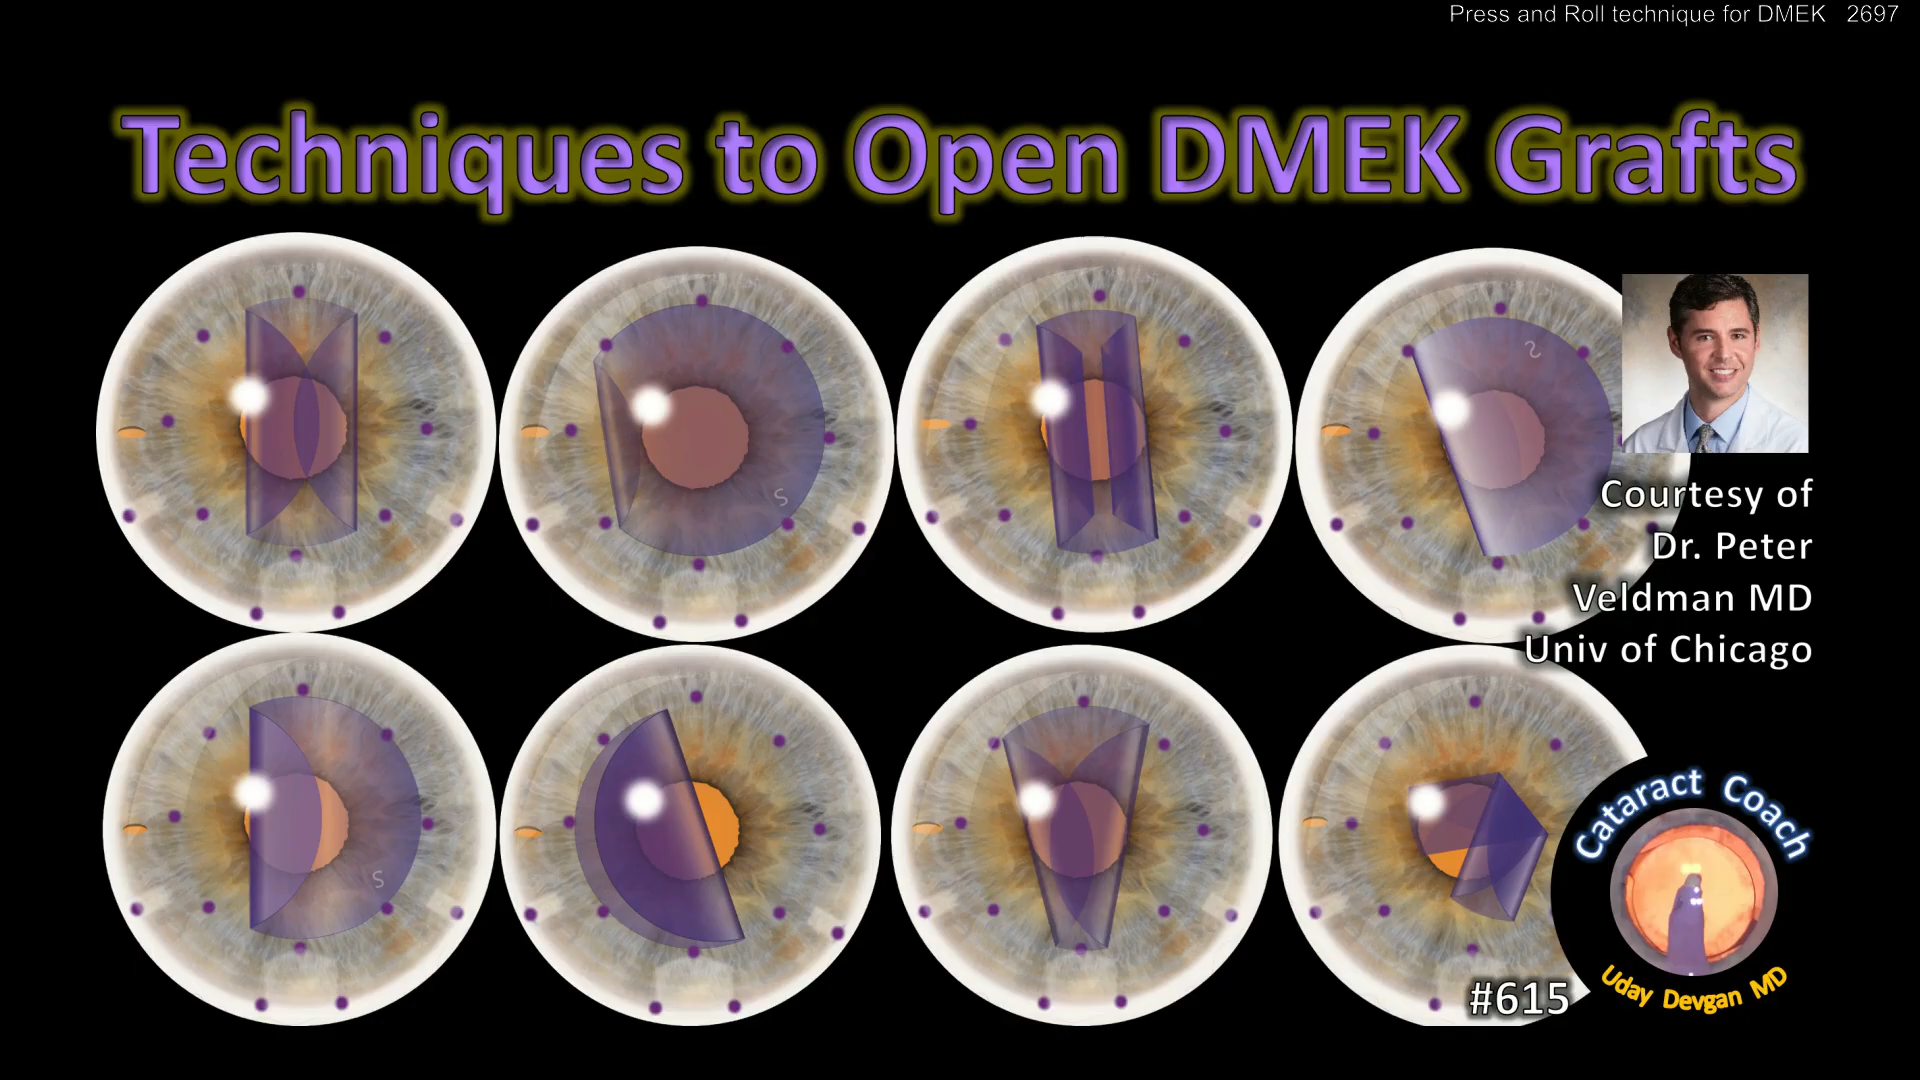 Press and Roll technique for DMEK 2697
Techniques to Open DMEK Grafts
S
S
Courtesy of
Dr. Peter
Veldman MD
Univ of Chicago
S
Cataract Coach
Uday Devgan MD
#615